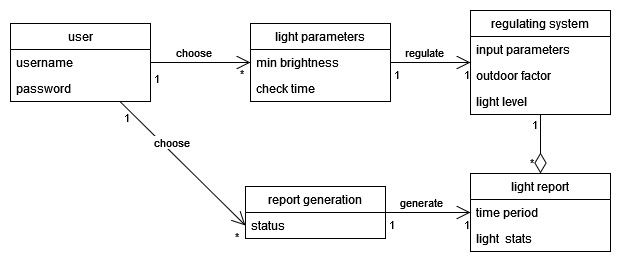 user
username
password
choose
1
*
light parameters
min brightness
check time
regulate
1
1
regulating system
input parameters
outdoor factor
light level
1
choose
1
*
report generation
status
generate
1
1
*
light report
time period
light stats